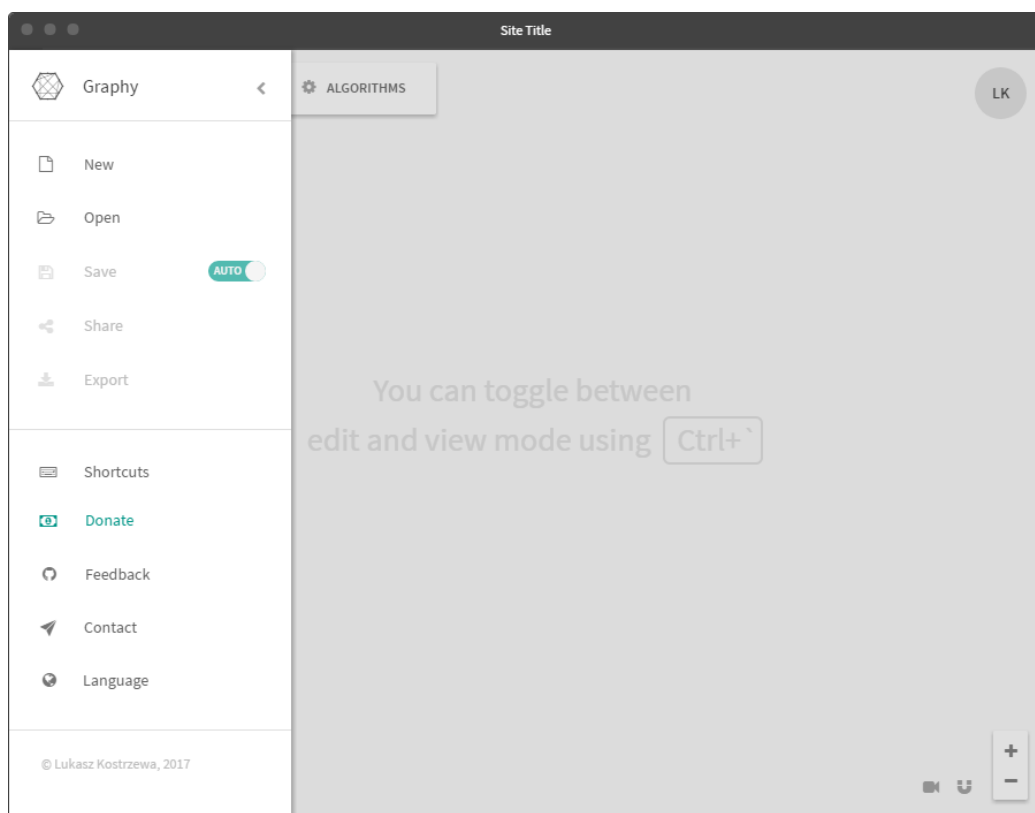 Site Title
Graphy
ALGORITHMS
LK
New
Open
Save AUTO
Share
Export
You can toggle between
edit and view mode using Ctrl+`
Shortcuts
Donate
Feedback
Contact
Language
© Lukasz Kostrzewa, 2017